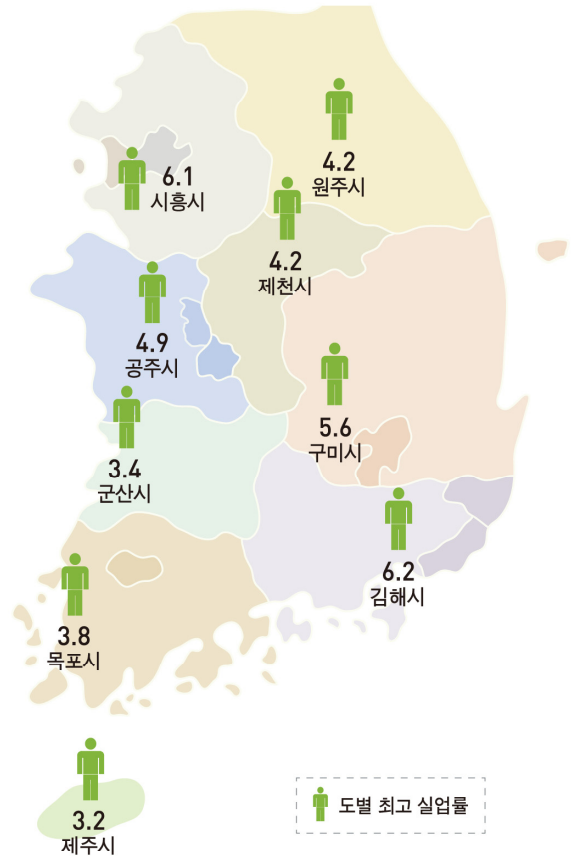 4.2
원주시
6.1
시흥시
4.2
제천시
4.9
공주시
5.6
구미시
3.4
군산시
6.2
김해시
3.8
목포시
3.2
제주시
도별 최고 실업률